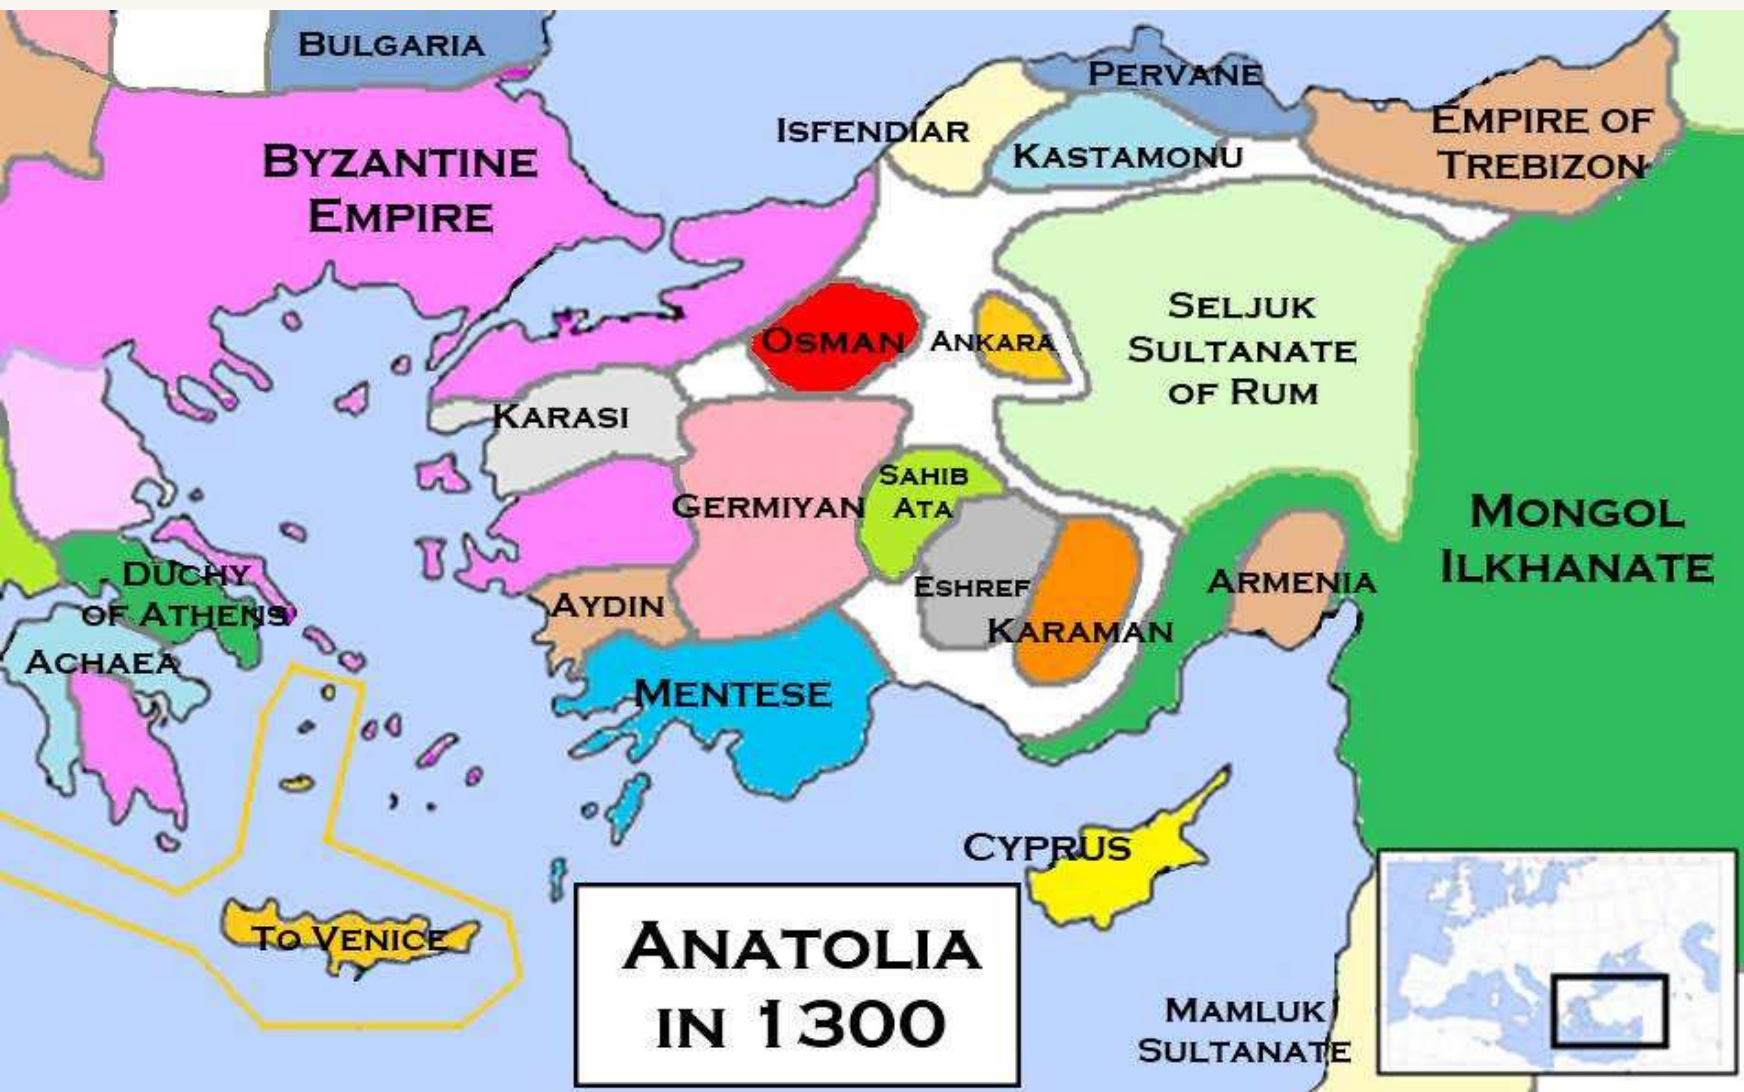 BULGARIA
PERVANE
ISFENDIAR
KASTAMONU
EMPIRE OF
TREBIZON
BYZANTINE
EMPIRE
SELJUK
SULTANATE
OF RUM
OSMAN
ANKARA
KARASI
SAHIB
ATA
GERMIYAN
MONGOL
ILKHANATE
DUCHY
OF ATHENS
ESHREF
ARMENIA
AYDIN
KARAMAN
ACHAEA
MENTESE
CYPRUS
TO VENICE
ANATOLIA
IN 1300
MAMLUK
SULTANATE